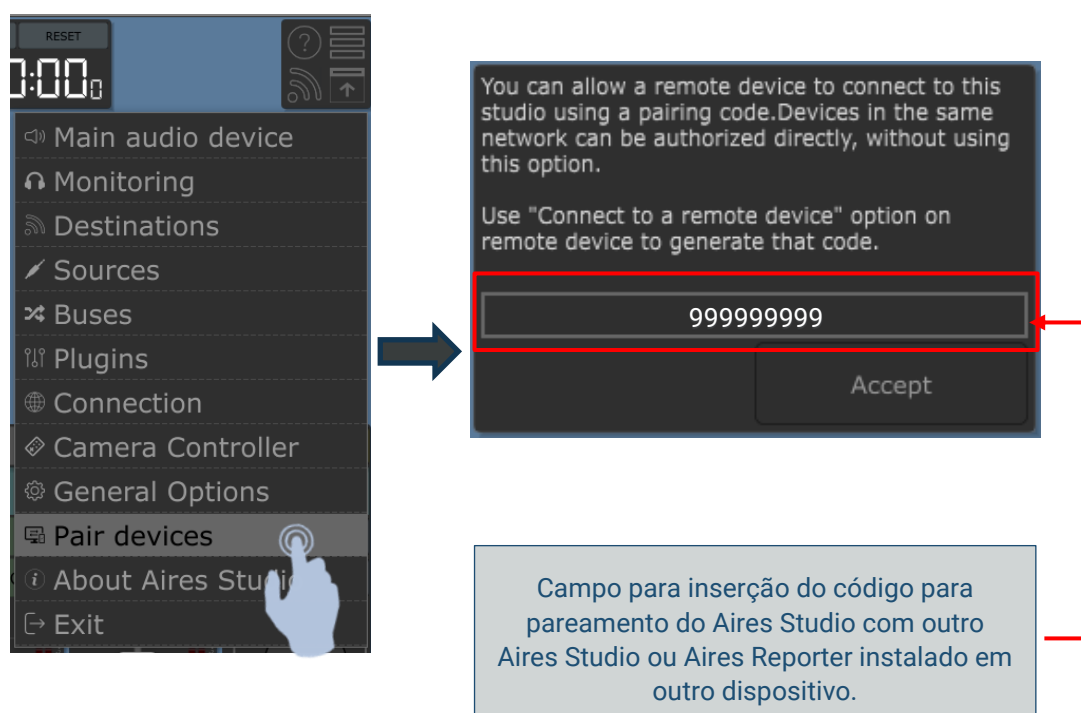 RESET
0:000
Main audio device
Monitoring
Destinations
Sources
Buses
Plugins
Connection
Camera Controller
General Options
Pair devices
About Aires Studio
Exit
You can allow a remote device to connect to this
studio using a pairing code.Devices in the same
network can be authorized directly, without using
this option.
Use "Connect to a remote device" option on
remote device to generate that code.
999999999
Accept
Campo para inserção do código para
pareamento do Aires Studio com outro
Aires Studio ou Aires Reporter instalado em
outro dispositivo.